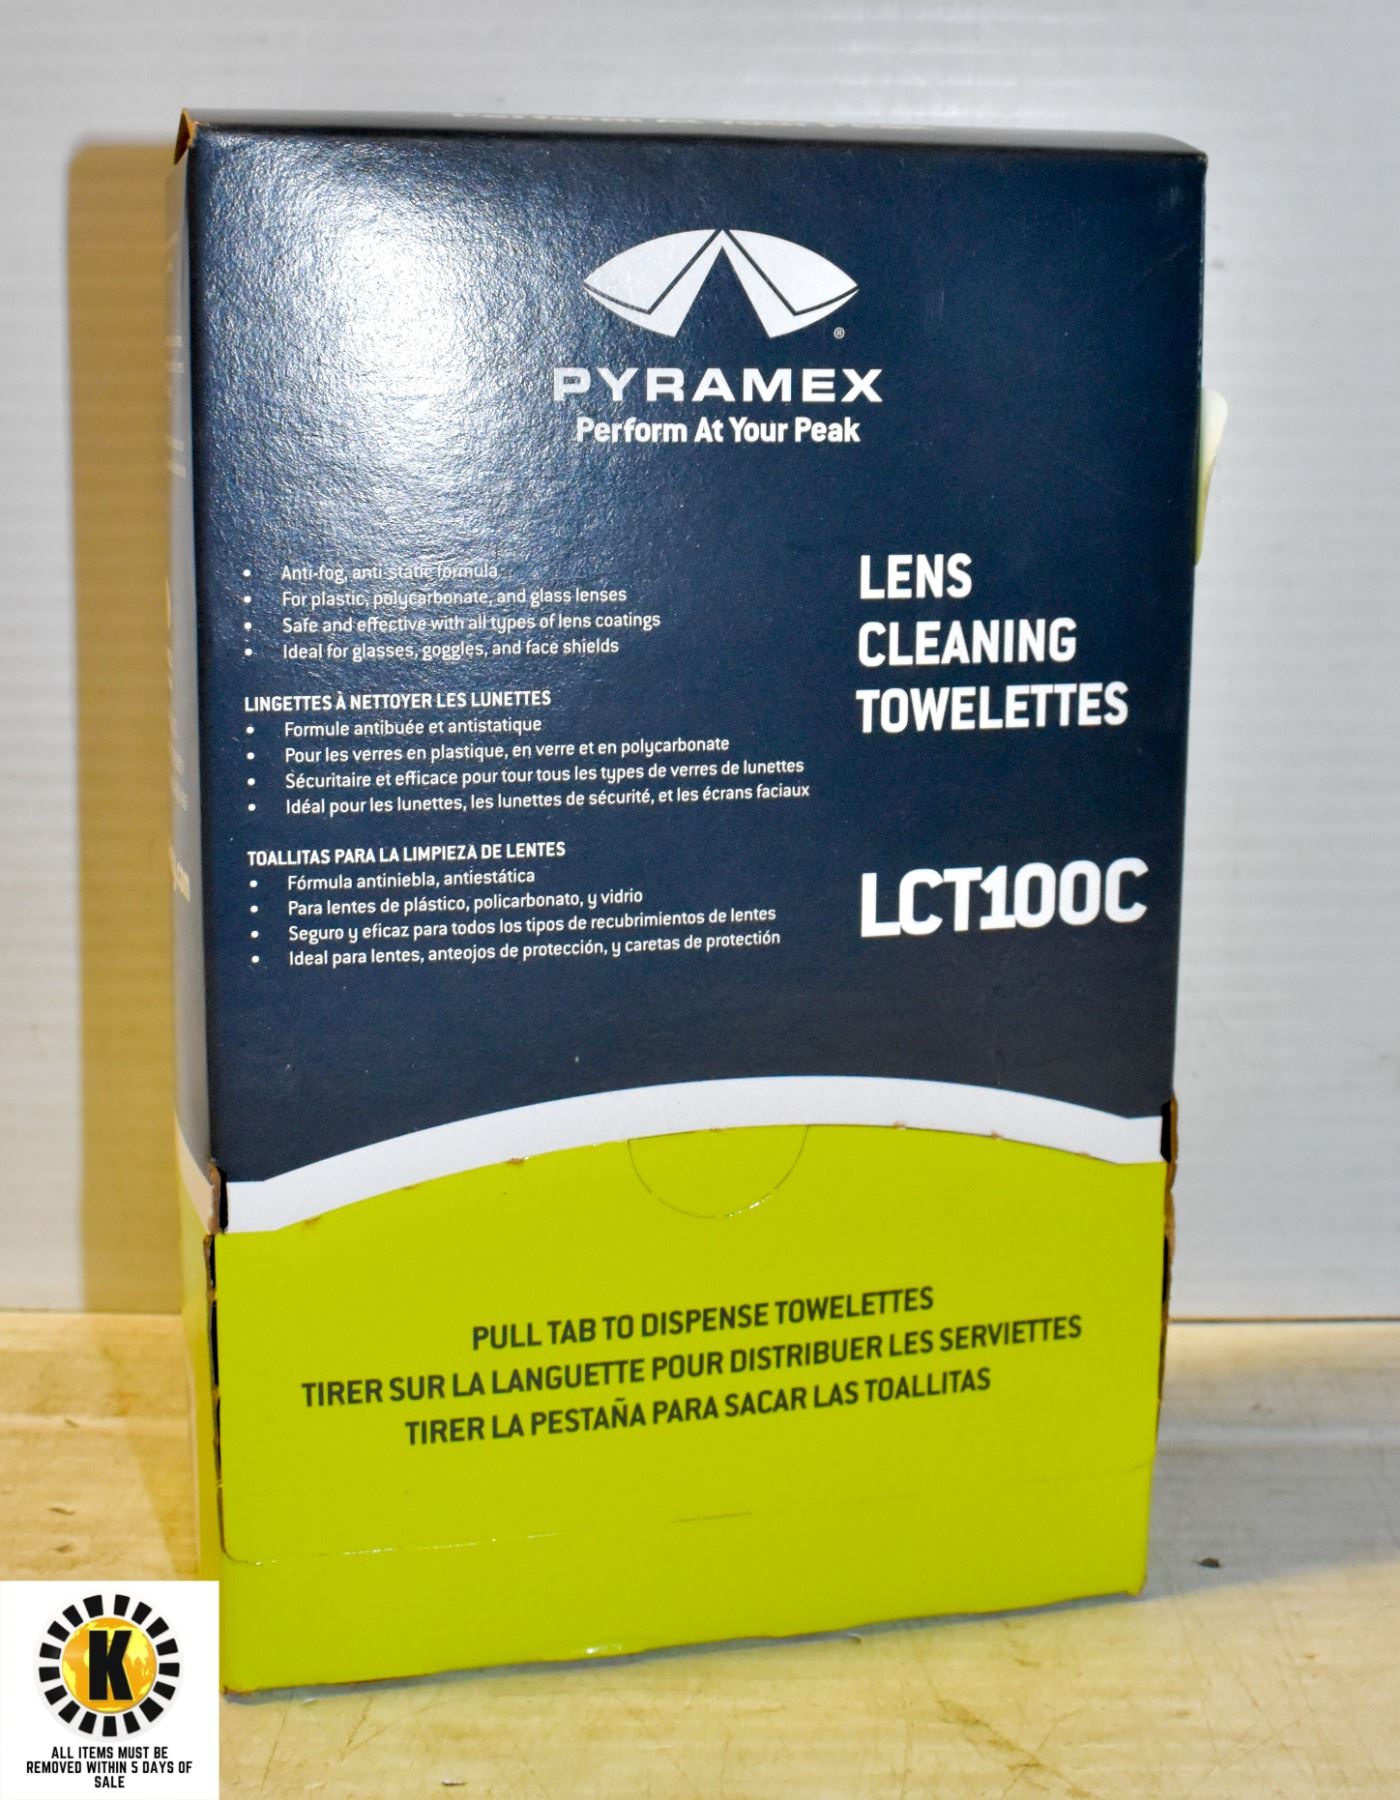 ®
PYRAMEX
Perform At Your Peak
• Anti-fog, anti-static formula
• For plastic, polycarbonate, and glass lenses
• Safe and effective with all types of lens coatings
• Ideal for glasses, goggles, and face shields
LINGETTES À NETTOYER LES LUNETTES
• Formule antibuée et antistatique
• Pour les verres en plastique, en verre et en polycarbonate
• Sécuritaire et efficace pour tour tous les types de verres de lunettes
• Idéal pour les lunettes, les lunettes de sécurité, et les écrans faciaux
TOALLITAS PARA LA LIMPIEZA DE LENTES
• Fórmula antiniebla, antiestática
• Para lentes de plástico, policarbonato, y vidrio
• Seguro y eficaz para todos los tipos de recubrimientos de lentes
• Ideal para lentes, anteojos de protección, y caretas de protectión
LENS
CLEANING
TOWELETTES
LCT100C
PULL TAB TO DISPENSE TOWELETTES
TIRER SUR LA LANGUETTE POUR DISTRIBUER LES SERVIETTES
TIRER LA PESTAÑA PARA SACAR LAS TOALLITAS
K
ALL ITEMS MUST BE
REMOVED WITHIN 5 DAYS OF
SALE